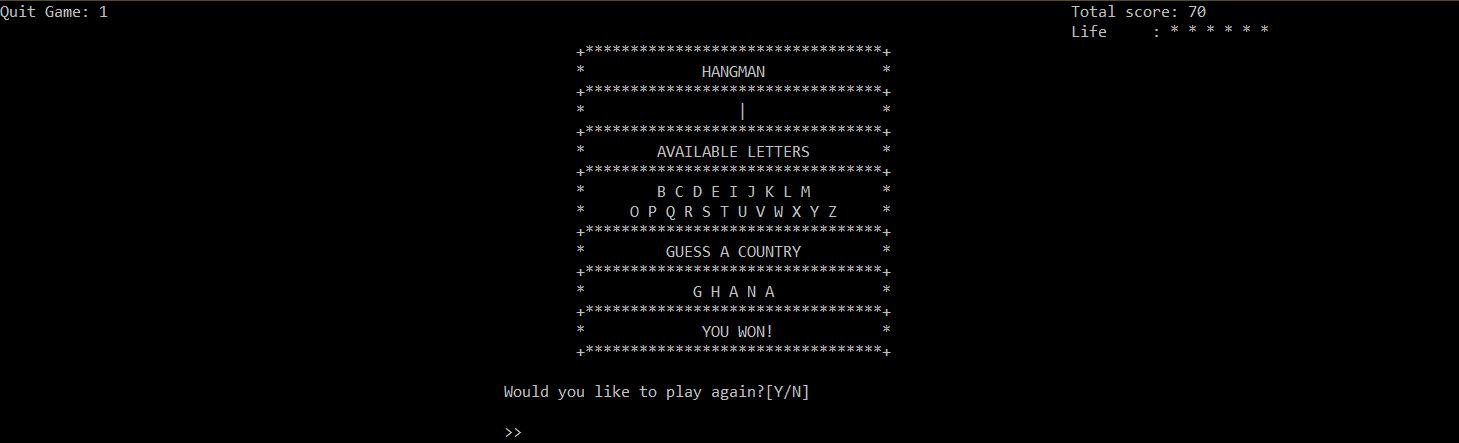 Quit Game: 1
Total score: 70
Life     : * * * * * *
+*********************************+
*             HANGMAN             *
+*********************************+
*                 |               *
+*********************************+
*        AVAILABLE LETTERS        *
+*********************************+
*        B C D E I J K L M        *
*     O P Q R S T U V W X Y Z     *
+*********************************+
*         GUESS A COUNTRY         *
+*********************************+
*            G H A N A            *
+*********************************+
*             YOU WON!            *
+*********************************+
Would you like to play again?[Y/N]
>>